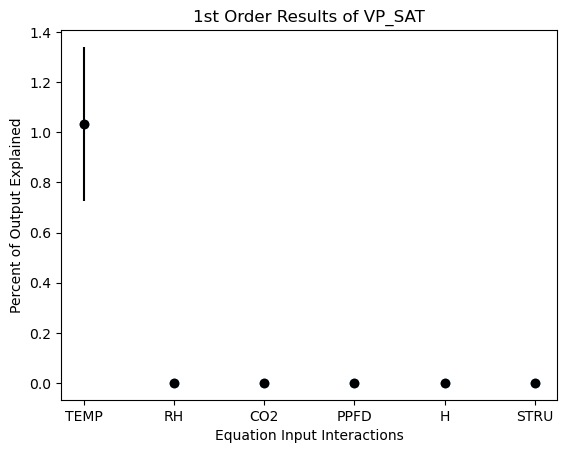 1st Order Results of VP_SAT
Percent of Output Explained
1.4
1.2
1.0
0.8
0.6
0.4
0.2
0.0
TEMP RH CO2 PPFD H STRU
Equation Input Interactions